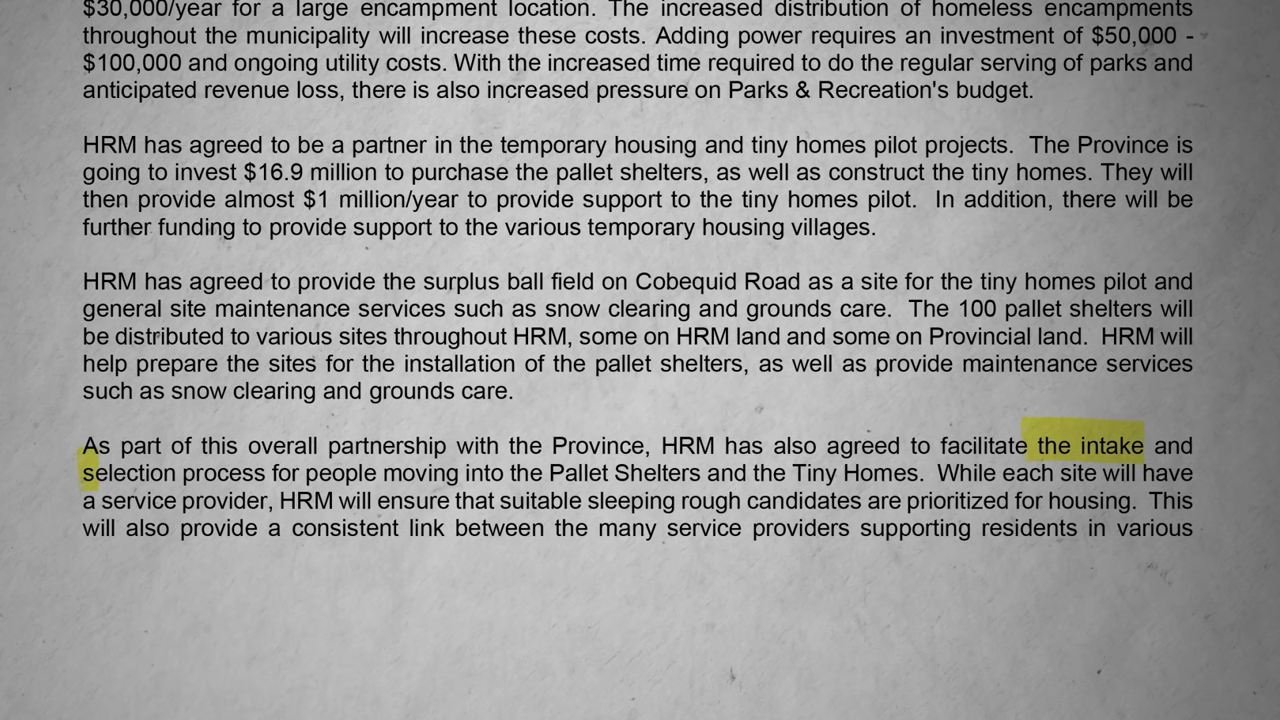 $30,000/year for a large encampment location. The increased distribution of homeless encampments
throughout the municipality will increase these costs. Adding power requires an investment of $50,000 -
$100,000 and ongoing utility costs. With the increased time required to do the regular serving of parks and
anticipated revenue loss, there is also increased pressure on Parks & Recreation's budget.
HRM has agreed to be a partner in the temporary housing and tiny homes pilot projects.  The Province is
going to invest $16.9 million to purchase the pallet shelters, as well as construct the tiny homes. They will
then provide almost $1 million/year to provide support to the tiny homes pilot.  In addition, there will be
further funding to provide support to the various temporary housing villages.
HRM has agreed to provide the surplus ball field on Cobequid Road as a site for the tiny homes pilot and
general site maintenance services such as snow clearing and grounds care.  The 100 pallet shelters will
be distributed to various sites throughout HRM, some on HRM land and some on Provincial land.  HRM will
help prepare the sites for the installation of the pallet shelters, as well as provide maintenance services
such as snow clearing and grounds care.
As part of this overall partnership with the Province, HRM has also agreed to facilitate the intake and
selection process for people moving into the Pallet Shelters and the Tiny Homes.  While each site will have
a service provider, HRM will ensure that suitable sleeping rough candidates are prioritized for housing.  This
will also provide a consistent link between the many service providers supporting residents in various